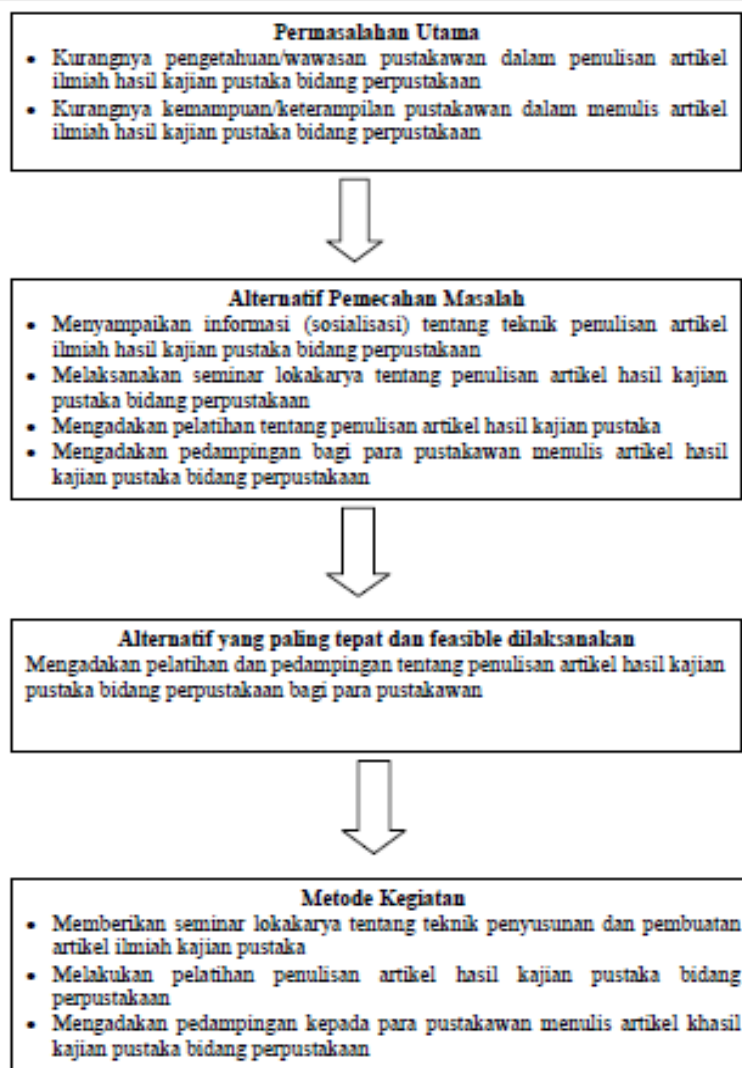 Permasalahan Utama
• Kurangnya pengetahuan/wawasan pustakawan dalam penulisan artikel
ilmiah hasil kajian pustaka bidang perpustakaan
• Kurangnya kemampuan/keterampilan pustakawan dalam menulis artikel
ilmiah hasil kajian pustaka bidang perpustakaan
Alternatif Pemecahan Masalah
• Menyampaikan informasi (sosialisasi) tentang teknik penulisan artikel
ilmiah hasil kajian pustaka bidang perpustakaan
• Melaksanakan seminar lokakarya tentang penulisan artikel hasil kajian
pustaka bidang perpustakaan
• Mengadakan pelatihan tentang penulisan artikel hasil kajian pustaka
• Mengadakan pedampingan bagi para pustakawan menulis artikel hasil
kajian pustaka bidang perpustakaan
Alternatif yang paling tepat dan feasible dilaksanakan
Mengadakan pelatihan dan pedampingan tentang penulisan artikel hasil kajian
pustaka bidang perpustakaan bagi para pustakawan
Metode Kegiatan
• Memberikan seminar lokakarya tentang teknik penyusunan dan pembuatan
artikel ilmiah kajian pustaka
• Melakukan pelatihan penulisan artikel hasil kajian pustaka bidang
perpustakaan
• Mengadakan pedampingan kepada para pustakawan menulis artikel khasil
kajian pustaka bidang perpustakaan